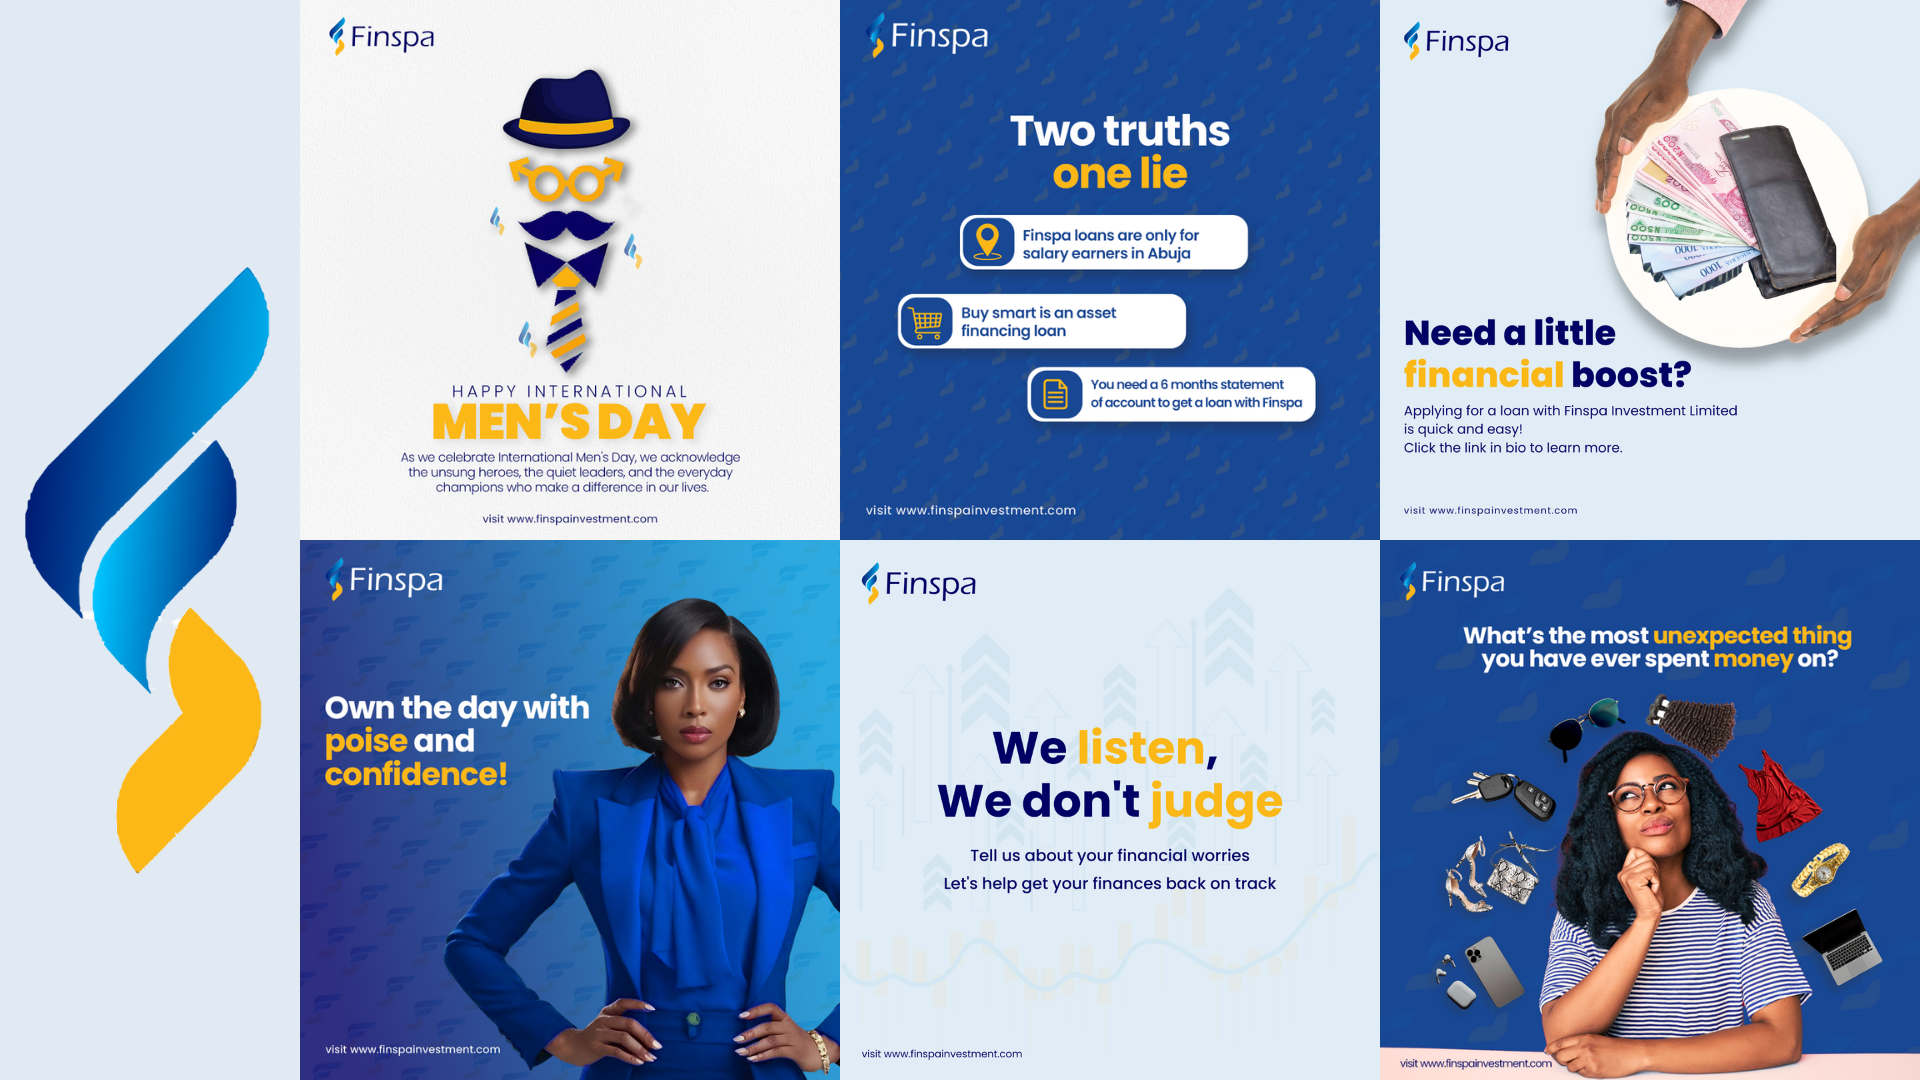 Finspa
HAPPY INTERNATIONAL
MEN'S DAY
As we celebrate International Men's Day, we acknowledge
the unsung heroes, the quiet leaders, and the everyday
champions who make a difference in our lives.
visit www.finspainvestment.com
Finspa
Two truths
one lie
Finspa loans are only for
salary earners in Abuja
Buy smart is an asset
financing loan
You need a 6 months statement
of account to get a loan with Finspa
visit www.finspainvestment.com
Finspa
Need a little
financial boost?
Applying for a loan with Finspa Investment Limited
is quick and easy!
Click the link in bio to learn more.
visit www.finspainvestment.com
Finspa
Own the day with
poise and
confidence!
visit www.finspainvestment.com
Finspa
We listen,
We don't judge
Tell us about your financial worries
Let's help get your finances back on track
visit www.finspainvestment.com
Finspa
What's the most unexpected thing
you have ever spent money on?
visit www.finspainvestment.com